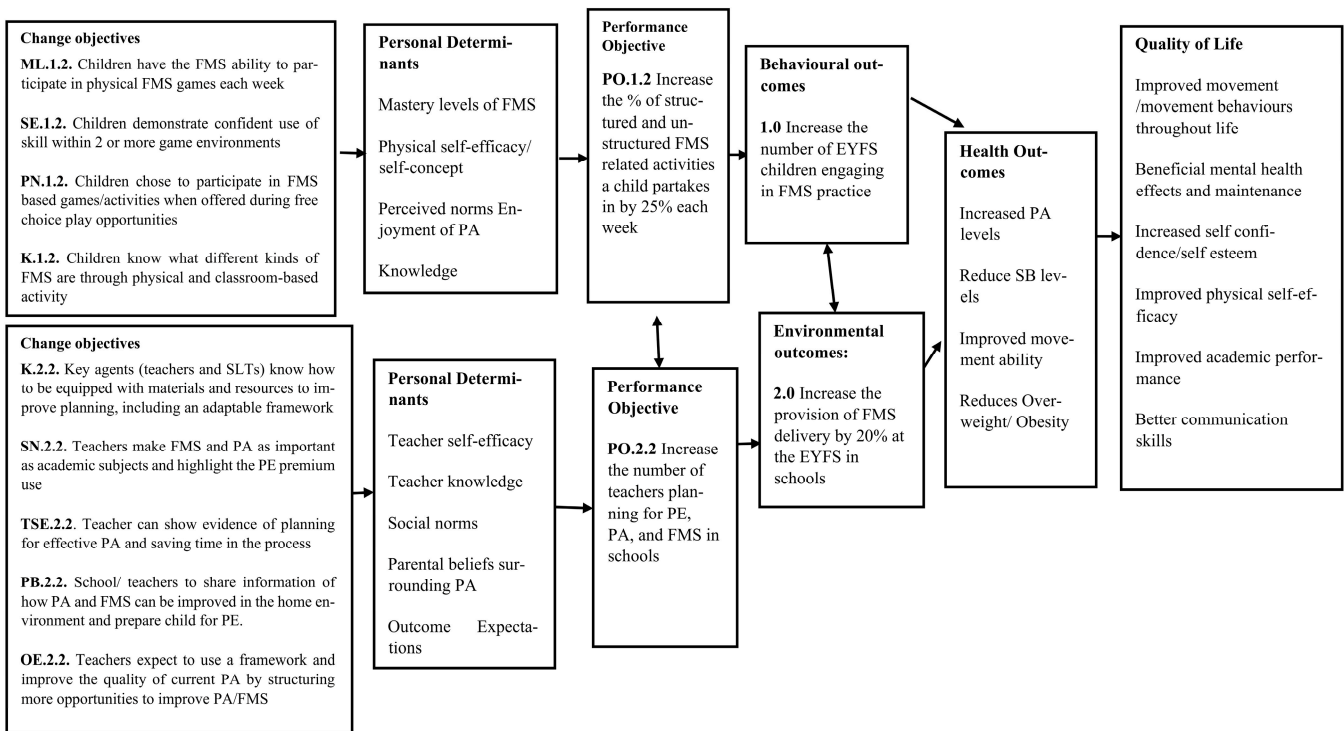 Change objectives
ML.1.2. Children have the FMS ability to par-
ticipate in physical FMS games each week
SE.1.2. Children demonstrate confident use of
skill within 2 or more game environments
PN.1.2. Children chose to participate in FMS
based games/activities when offered during free
choice play opportunities
K.1.2. Children know what different kinds of
FMS are through physical and classroom-based
activity
Personal Determi-
nants
Mastery levels of FMS
Physical self-efficacy/
self-concept
Perceived norms En-
joyment of PA
Knowledge
Performance
Objective
PO.1.2 Increase
the % of struc-
tured and un-
structured FMS
related activities
a child partakes
in by 25% each
week
Behavioural out-
comes
1.0 Increase the
number of EYFS
children engaging
in FMS practice
Health Out-
comes
Increased PA
levels
Reduce SB lev-
els
Improved move-
ment ability
Reduces Over-
weight/ Obesity
Quality of Life
Improved movement
/movement behaviours
throughout life
Beneficial mental health
effects and maintenance
Increased self confi-
dence/self esteem
Improved physical self-ef-
ficacy
Improved academic perfor-
mance
Better communication
skills
Change objectives
K.2.2. Key agents (teachers and SLTs) know how
to be equipped with materials and resources to im-
prove planning, including an adaptable framework
SN.2.2. Teachers make FMS and PA as important
as academic subjects and highlight the PE premium
use
TSE.2.2. Teacher can show evidence of planning
for effective PA and saving time in the process
PB.2.2. School/ teachers to share information of
how PA and FMS can be improved in the home en-
vironment and prepare child for PE.
OE.2.2. Teachers expect to use a framework and
improve the quality of current PA by structuring
more opportunities to improve PA/FMS
Personal Determi-
nants
Teacher self-efficacy
Teacher knowledge
Social norms
Parental beliefs sur-
rounding PA
Outcome Expecta-
tions
Performance
Objective
PO.2.2 Increase
the number of
teachers plan-
ning for PE,
PA, and FMS in
schools
Environmental
outcomes:
2.0 Increase the
provision of FMS
delivery by 20% at
the EYFS in
schools